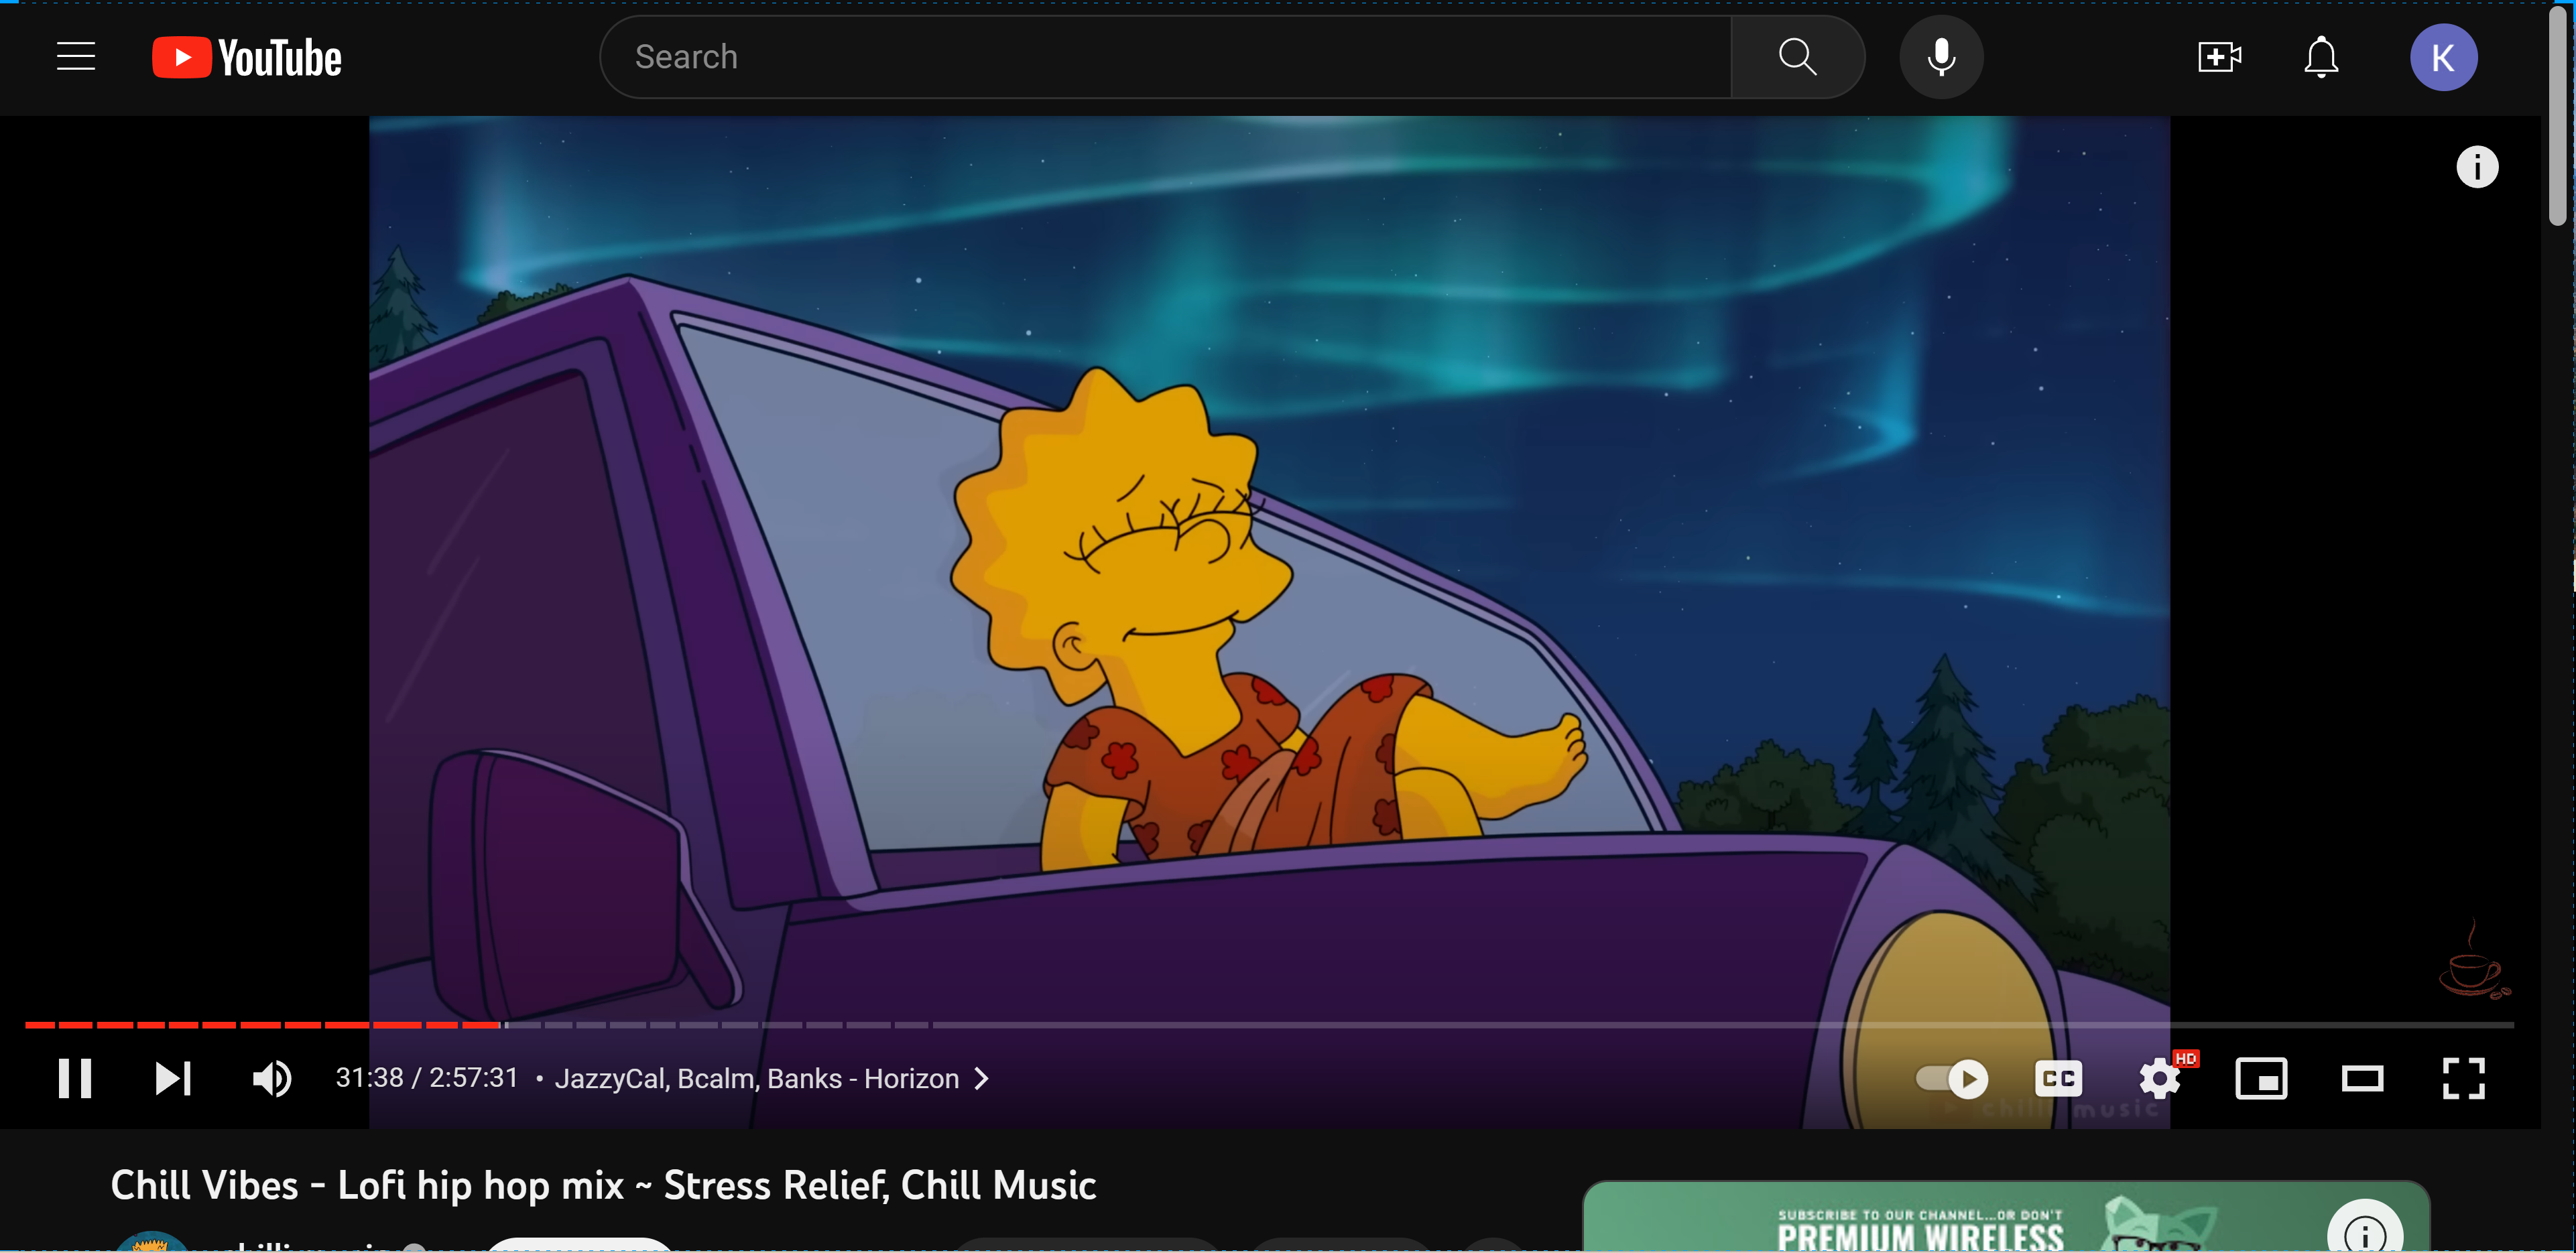 YouTube
Search
K
31:38 / 2:57:31 • JazzyCal, Bcalm, Banks - Horizon
CC
HD
chill music
Chill Vibes - Lofi hip hop mix ~ Stress Relief, Chill Music
SUBSCRIBE TO OUR CHANNEL...OR DON'T
PREMIUM WIRELESS